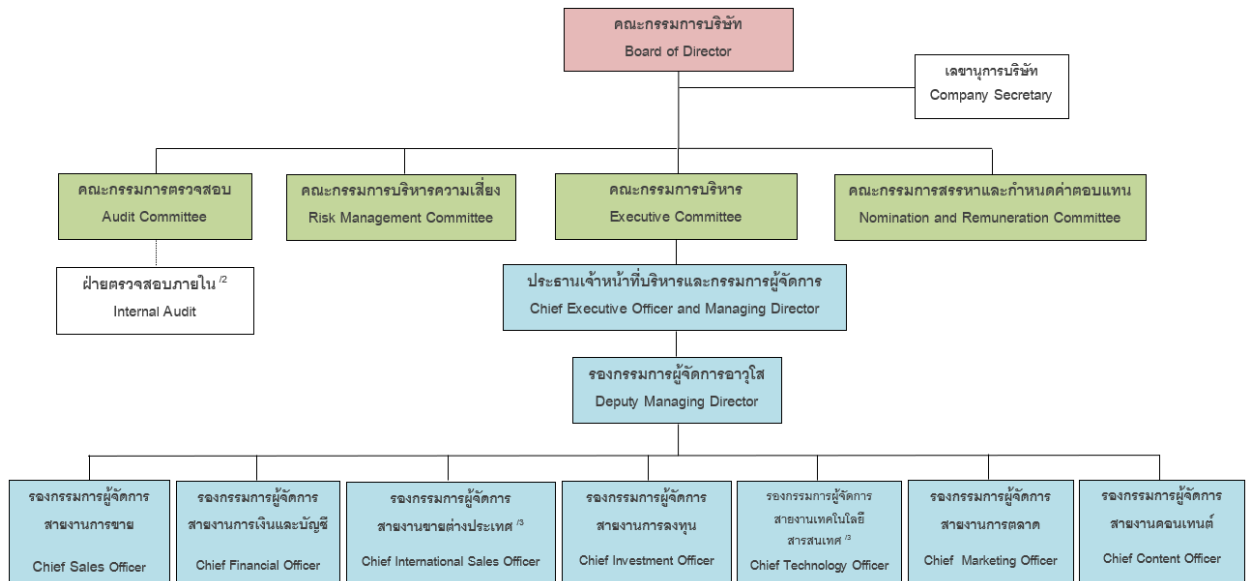 คณะกรรมการบริษัท
Board of Director
เลขานุการบริษัท
Company Secretary
คณะกรรมการตรวจสอบ
Audit Committee
คณะกรรมการบริหารความเสี่ยง
Risk Management Committee
คณะกรรมการบริหาร
Executive Committee
คณะกรรมการสรรหาและกำหนดค่าตอบแทน
Nomination and Remuneration Committee
ฝ่ายตรวจสอบภายใน /2
Internal Audit
ประธานเจ้าหน้าที่บริหารและกรรมการผู้จัดการ
Chief Executive Officer and Managing Director
รองกรรมการผู้จัดการอาวุโส
Deputy Managing Director
รองกรรมการผู้จัดการ
สายงานการขาย
Chief Sales Officer
รองกรรมการผู้จัดการ
สายงานการเงินและบัญชี
Chief Financial Officer
รองกรรมการผู้จัดการ
สายงานขายต่างประเทศ /3
Chief International Sales Officer
รองกรรมการผู้จัดการ
สายงานการลงทุน
Chief Investment Officer
รองกรรมการผู้จัดการ
สายงานเทคโนโลยี
สารสนเทศ /3
Chief Technology Officer
รองกรรมการผู้จัดการ
สายงานการตลาด
Chief Marketing Officer
รองกรรมการผู้จัดการ
สายงานคอนเทนต์
Chief Content Officer